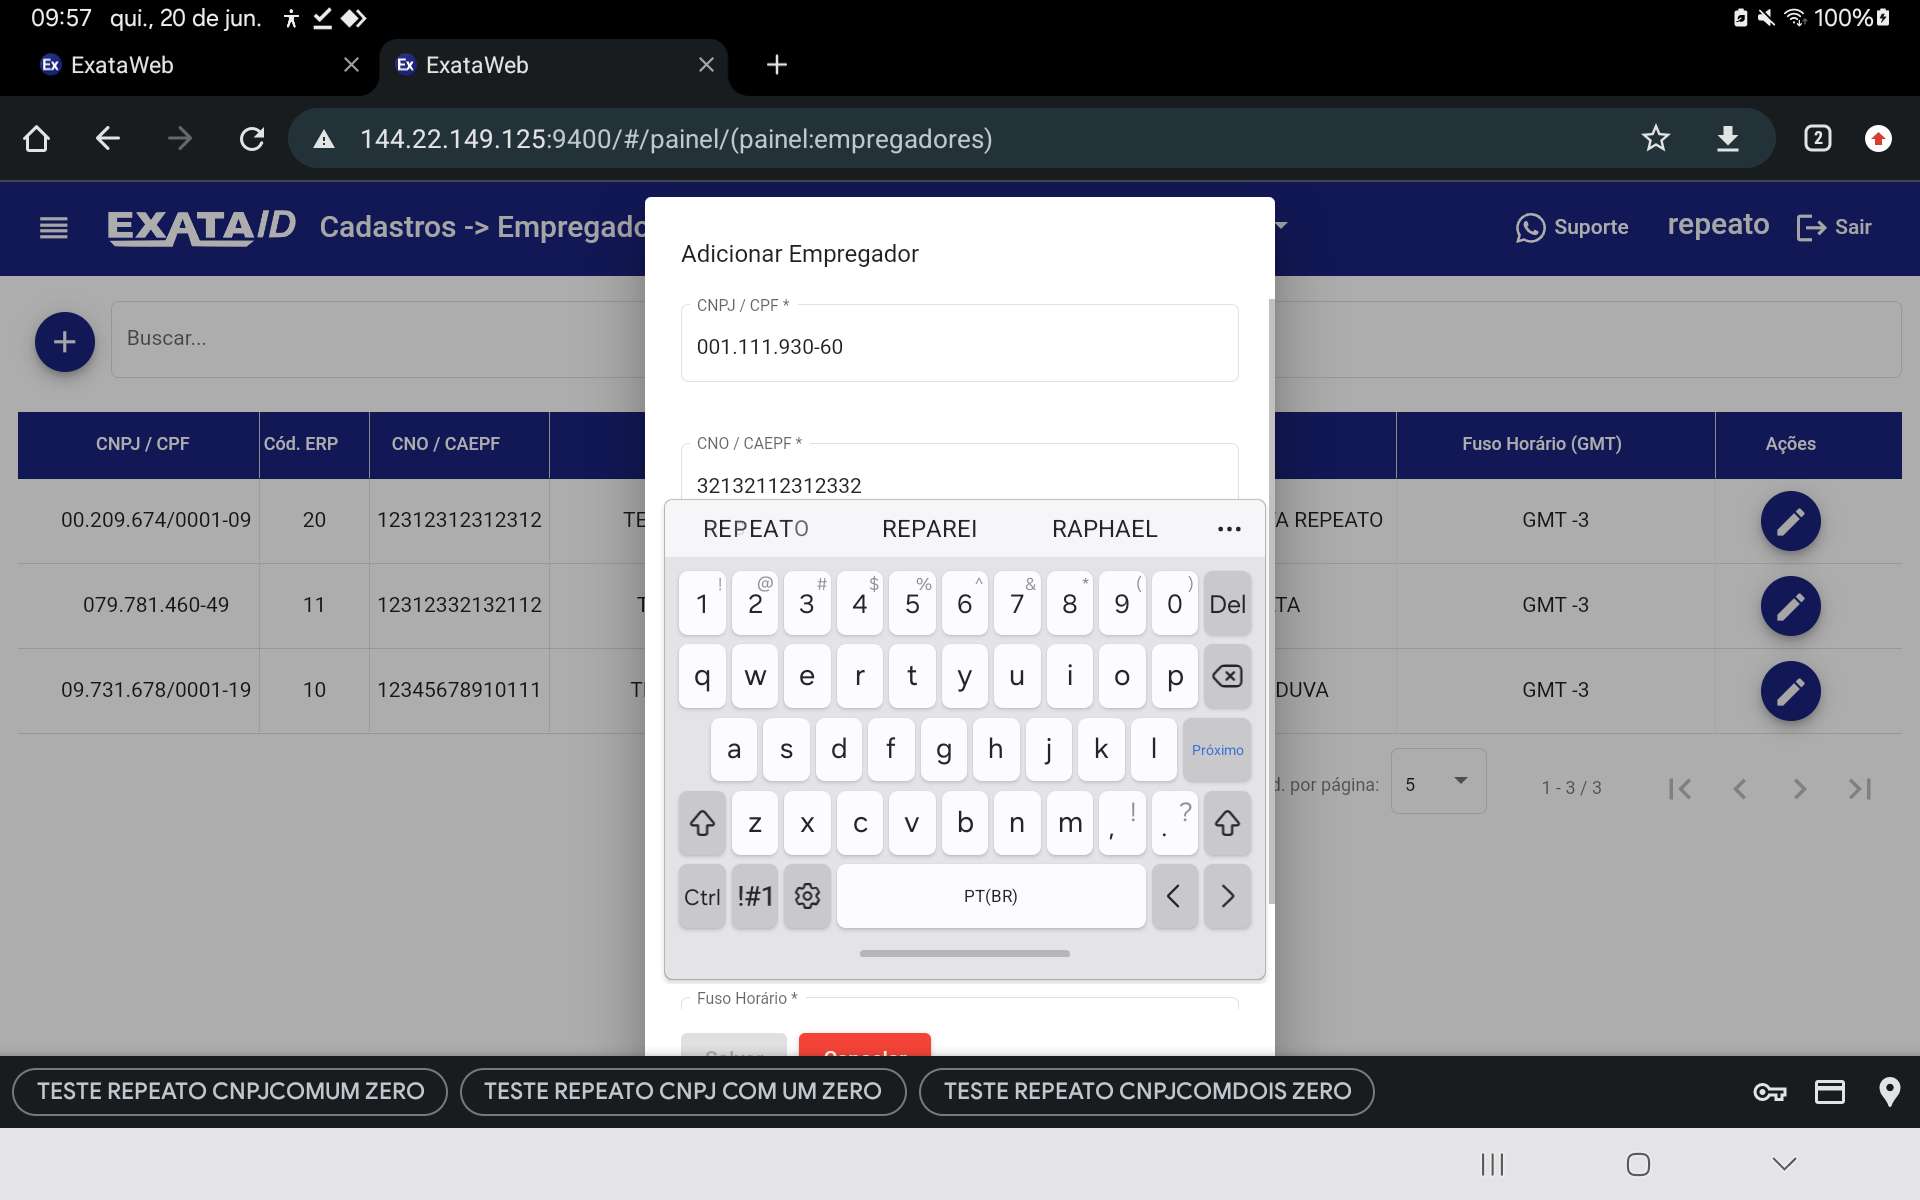 09:57 qui., 20 de jun. 100%
Ex ExataWeb Ex ExataWeb
144.22.149.125:9400/#/painel/(painel:empregadores) 2
EXATA ID Cadastros -> Empregado Suporte repeato Sair
Adicionar Empregador
Buscar...
CNPJ / CPF *
001.111.930-60
CNO / CAEPF *
32132112312332
CNPJ / CPF Cód. ERP CNO / CAEPF Fuso Horário (GMT) Ações
00.209.674/0001-09 20 12312312312312 TE A REPEATO GMT -3
079.781.460-49 11 12312332132112 T TA GMT -3
09.731.678/0001-19 10 12345678910111 T DUVA GMT -3
d. por página: 5 1 - 3 / 3
REPEATO REPAREI RAPHAEL ...
! @ # $ % ^ & * ( )
1 2 3 4 5 6 7 8 9 0 Del
q w e r t y u i o p
a s d f g h j k l Próximo
z x c v b n m , ! . ?
Ctrl !#1 PT(BR) < >
Fuso Horário *
Salvar Cancelar
TESTE REPEATO CNPJCOMUM ZERO TESTE REPEATO CNPJ COM UM ZERO TESTE REPEATO CNPJCOMDOIS ZERO